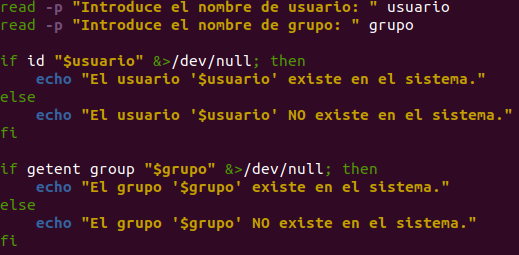 read -p "Introduce el nombre de usuario: " usuario
read -p "Introduce el nombre de grupo: " grupo
if id "$usuario" &>/dev/null; then
    echo "El usuario '$usuario' existe en el sistema."
else
    echo "El usuario '$usuario' NO existe en el sistema."
fi
if getent group "$grupo" &>/dev/null; then
    echo "El grupo '$grupo' existe en el sistema."
else
    echo "El grupo '$grupo' NO existe en el sistema."
fi